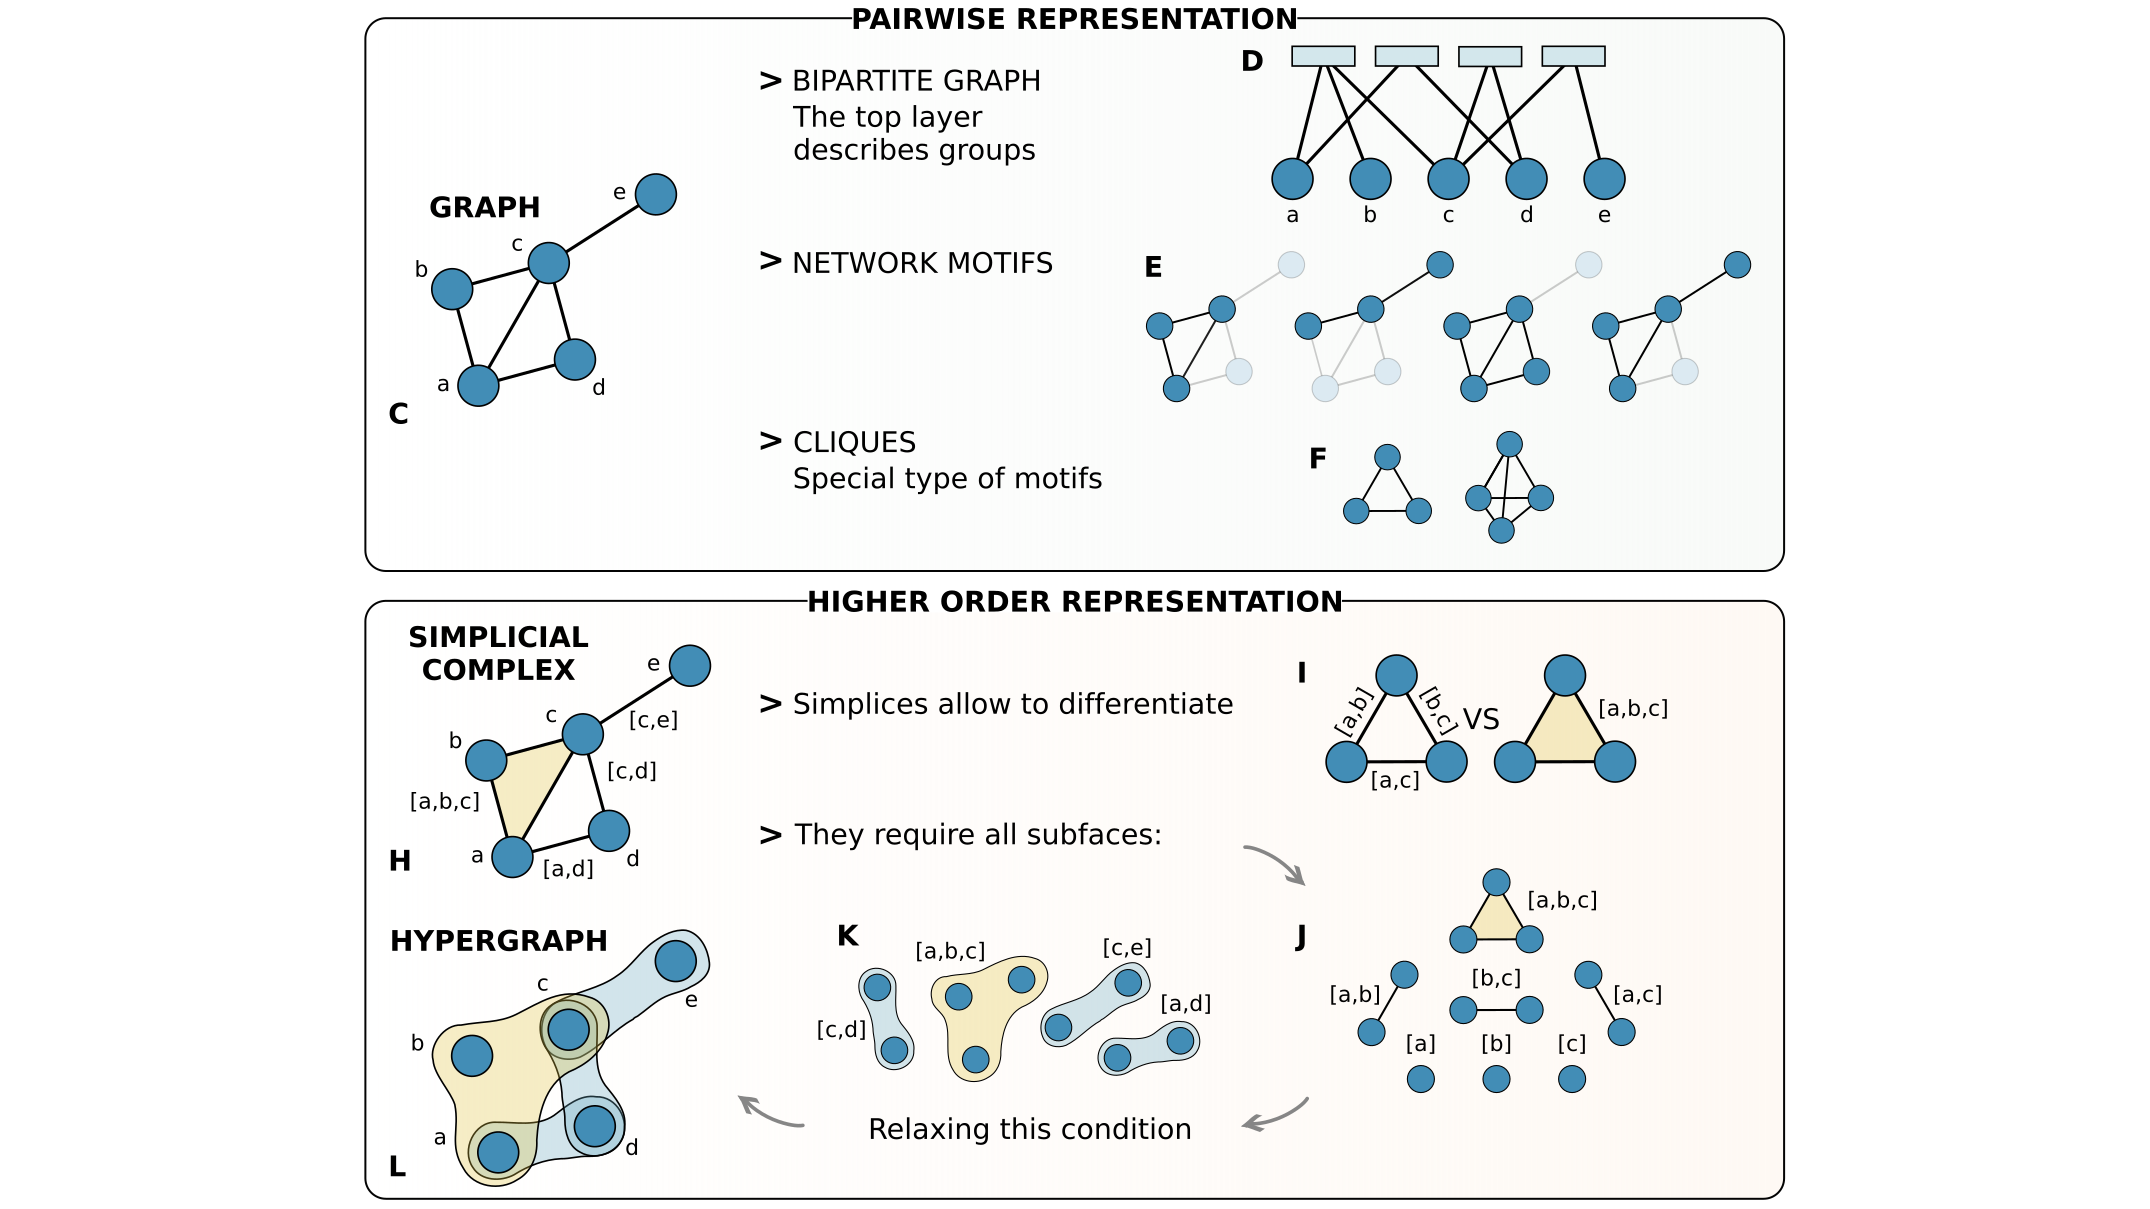 PAIRWISE REPRESENTATION
GRAPH
e
c
b
a
d
C
> BIPARTITE GRAPH
The top layer
describes groups
> NETWORK MOTIFS
> CLIQUES
Special type of motifs
D
a b c d e
E
F
HIGHER ORDER REPRESENTATION
SIMPLICIAL
COMPLEX
e
c
[c,e]
b
[c,d]
[a,b,c]
a
[a,d]
d
H
> Simplices allow to differentiate
> They require all subfaces:
I
[a,b]
[b,c]
[a,c]
VS
[a,b,c]
J
[a,b,c]
[a,b]
[b,c]
[a,c]
[a] [b] [c]
K
[a,b,c]
[c,e]
[c,d]
[a,d]
Relaxing this condition
HYPERGRAPH
c
e
b
a
d
L